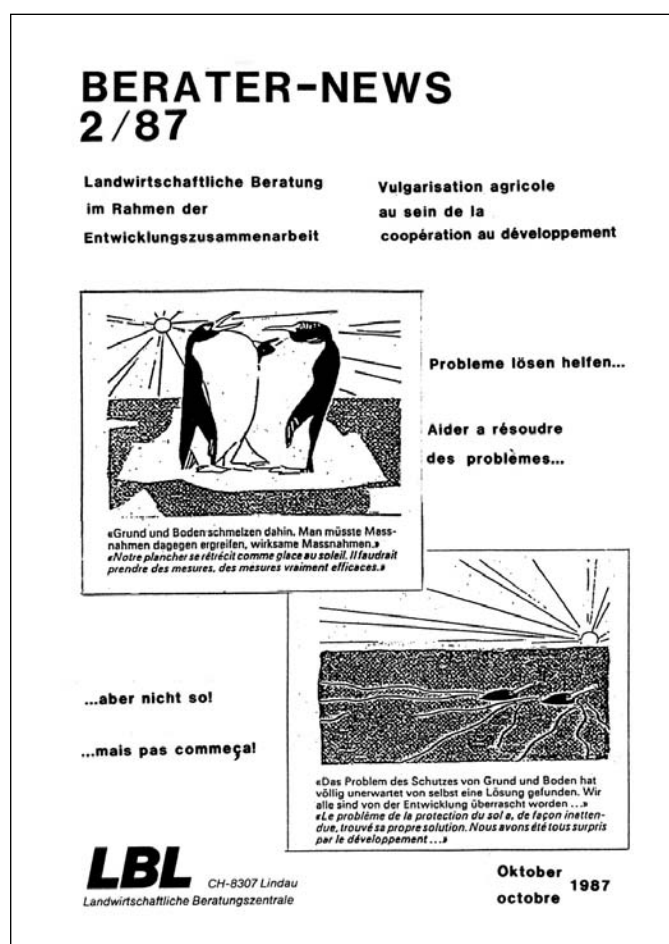 BERATER-NEWS
2/87
Landwirtschaftliche Beratung
im Rahmen der
Entwicklungszusammenarbeit
Vulgarisation agricole
au sein de la
coopération au développement
Probleme lösen helfen...
Aider a résoudre
des problèmes...
«Grund und Boden schmelzen dahin. Man müsste Mass-
nahmen dagegen ergreifen, wirksame Massnahmen.»
«Notre plancher se rétrécit comme glace au soleil. Il faudrait
prendre des mesures, des mesures vraiment efficaces.»
...aber nicht so!
...mais pas commeça!
«Das Problem des Schutzes von Grund und Boden hat
völlig unerwartet von selbst eine Lösung gefunden. Wir
alle sind von der Entwicklung überrascht worden ...»
«Le problème de la protection du sol a, de façon inatten-
due, trouvé sa propre solution. Nous avons été tous surpris
par le développement ...»
LBL CH-8307 Lindau
Landwirtschaftliche Beratungszentrale
Oktober
octobre 1987